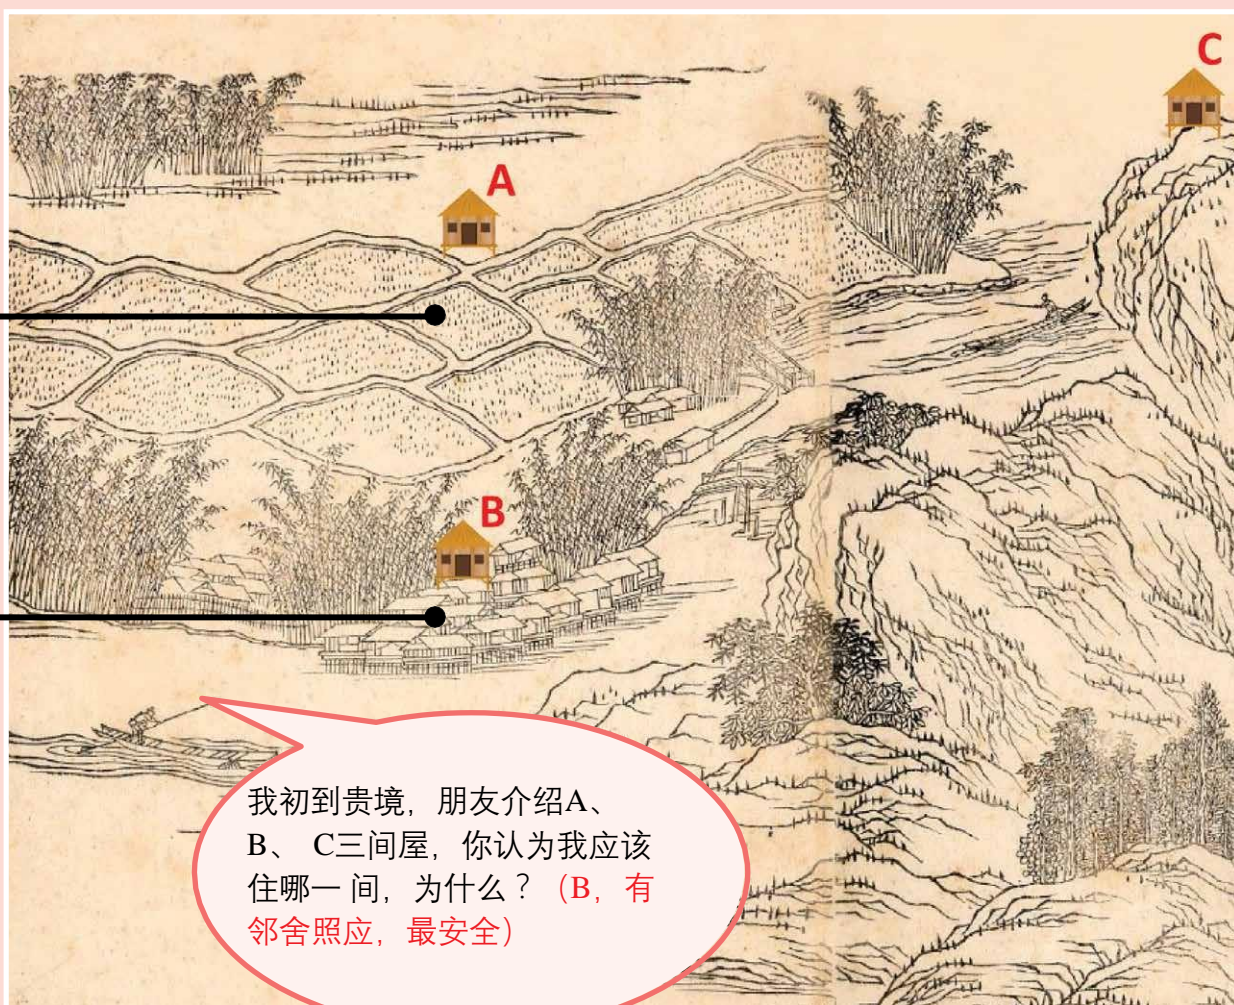 C
A
B
我初到贵境，朋友介绍A、
B、 C三间屋，你认为我应该
住哪一 间，为什么？（B，有
邻舍照应，最安全）